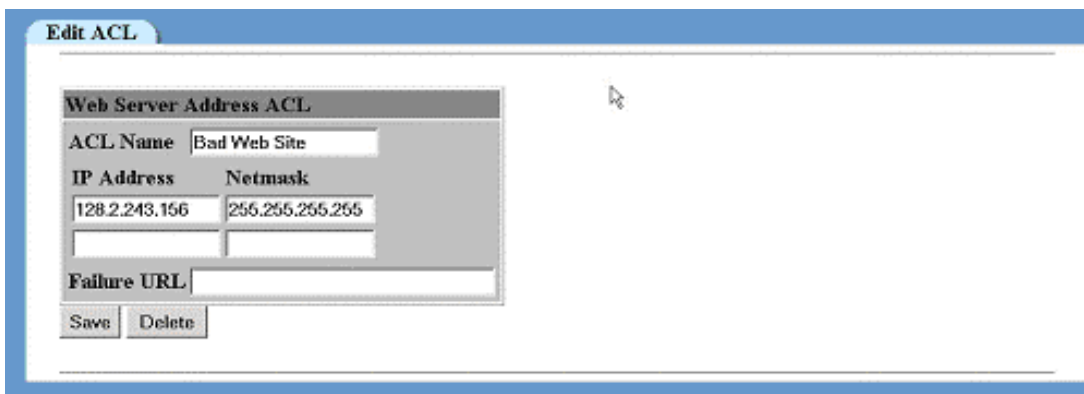 Edit ACL
Web Server Address ACL
ACL Name Bad Web Site
IP Address Netmask
128.2.243.156 255.255.255.255
Failure URL
Save Delete